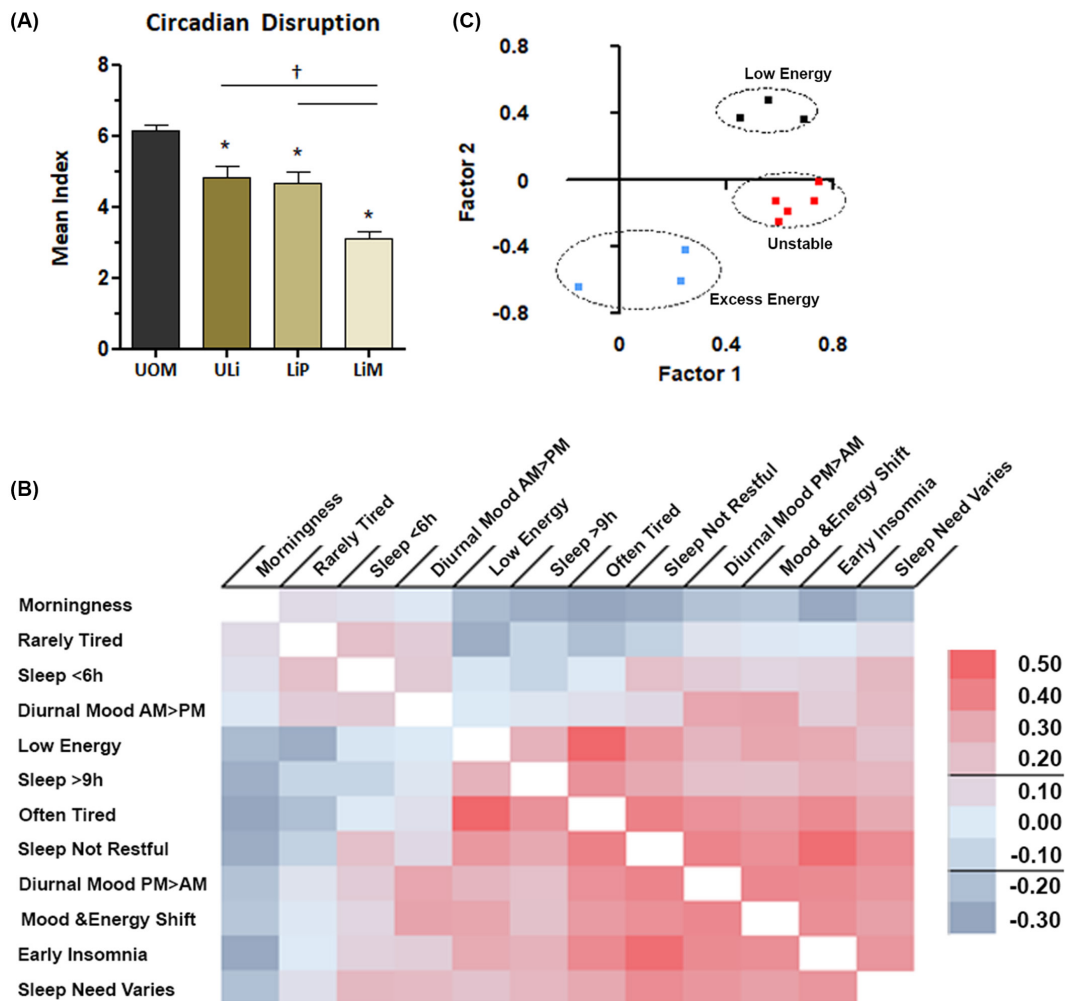 (A)
Circadian Disruption
Mean Index
8
6
4
2
0
†
*
*
*
UOM
ULi
LiP
LiM
(C)
Factor 2
0.8
0.4
0
-0.4
-0.8
Low Energy
Unstable
Excess Energy
0
0.4
0.8
Factor 1
(B)
Morningness
Rarely Tired
Sleep <6h
Diurnal Mood AM>PM
Low Energy
Sleep >9h
Often Tired
Sleep Not Restful
Diurnal Mood PM>AM
Mood &Energy Shift
Early Insomnia
Sleep Need Varies
Morningness
Rarely Tired
Sleep <6h
Diurnal Mood AM>PM
Low Energy
Sleep >9h
Often Tired
Sleep Not Restful
Diurnal Mood PM>AM
Mood &Energy Shift
Early Insomnia
Sleep Need Varies
0.50
0.40
0.30
0.20
0.10
0.00
-0.10
-0.20
-0.30